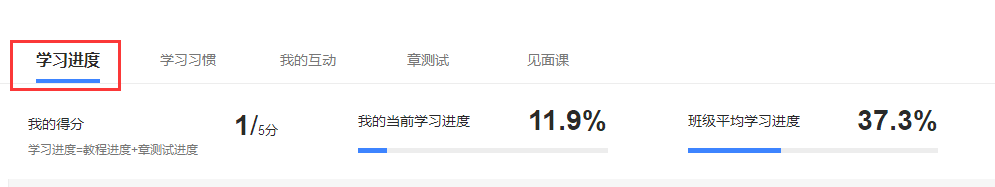 学习进度 学习习惯 我的互动 章测试 见面课
我的得分 1/5分 我的当前学习进度 11.9% 班级平均学习进度 37.3%
学习进度=教程进度+章测试进度